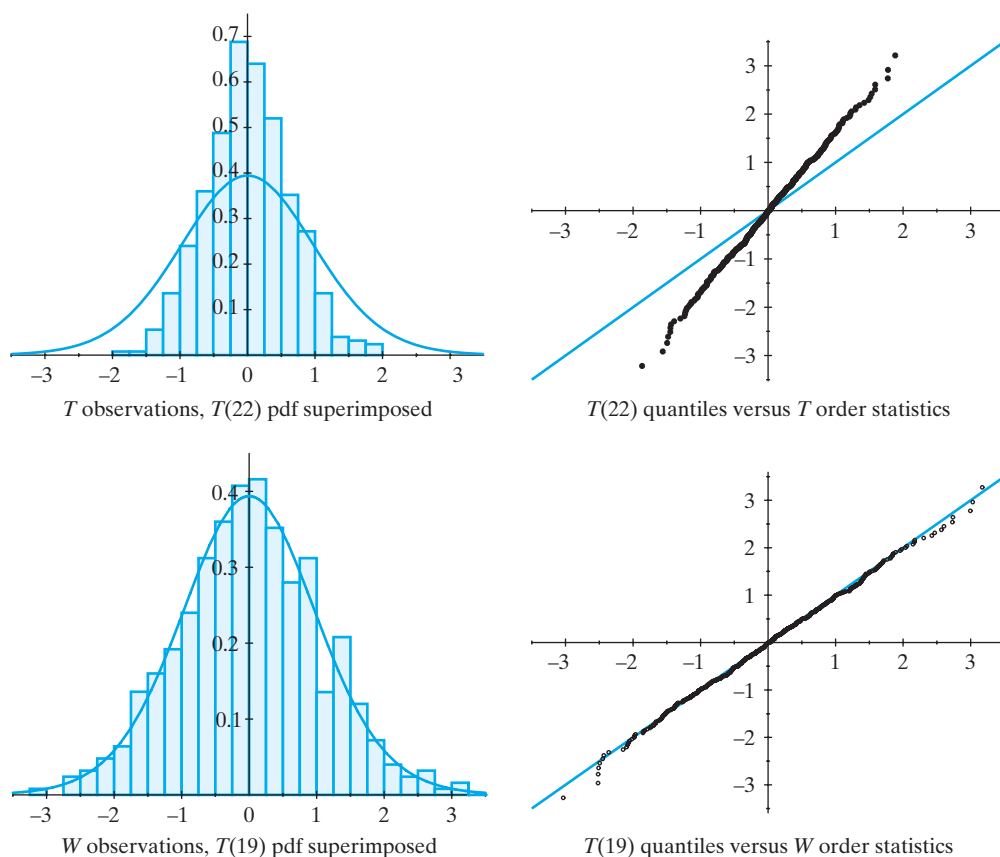 0.7
0.6
0.5
0.4
0.3
0.2
0.1
–3 –2 –1 0 1 2 3
T observations, T(22) pdf superimposed
3
2
1
–3 –2 –1 1 2 3
–1
–2
–3
T(22) quantiles versus T order statistics
0.4
0.3
0.2
0.1
–3 –2 –1 0 1 2 3
W observations, T(19) pdf superimposed
3
2
1
–3 –2 –1 1 2 3
–1
–2
–3
T(19) quantiles versus W order statistics